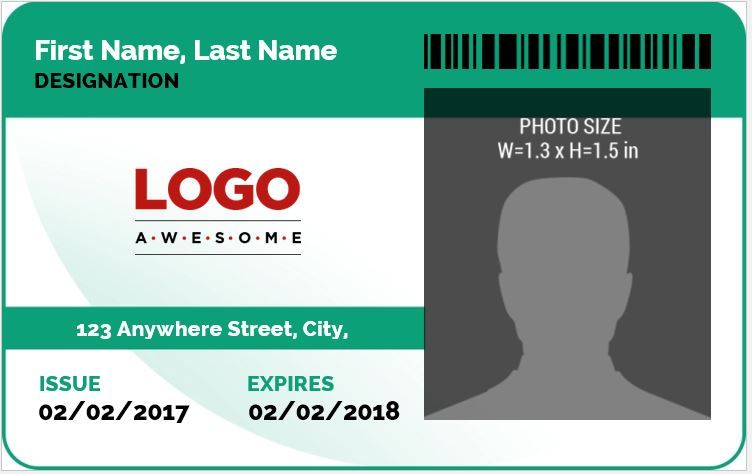 First Name, Last Name
DESIGNATION
PHOTO SIZE
W=1.3 x H=1.5 in
LOGO
A•W•E•S•O•M•E
123 Anywhere Street, City,
ISSUE
EXPIRES
02/02/2017
02/02/2018